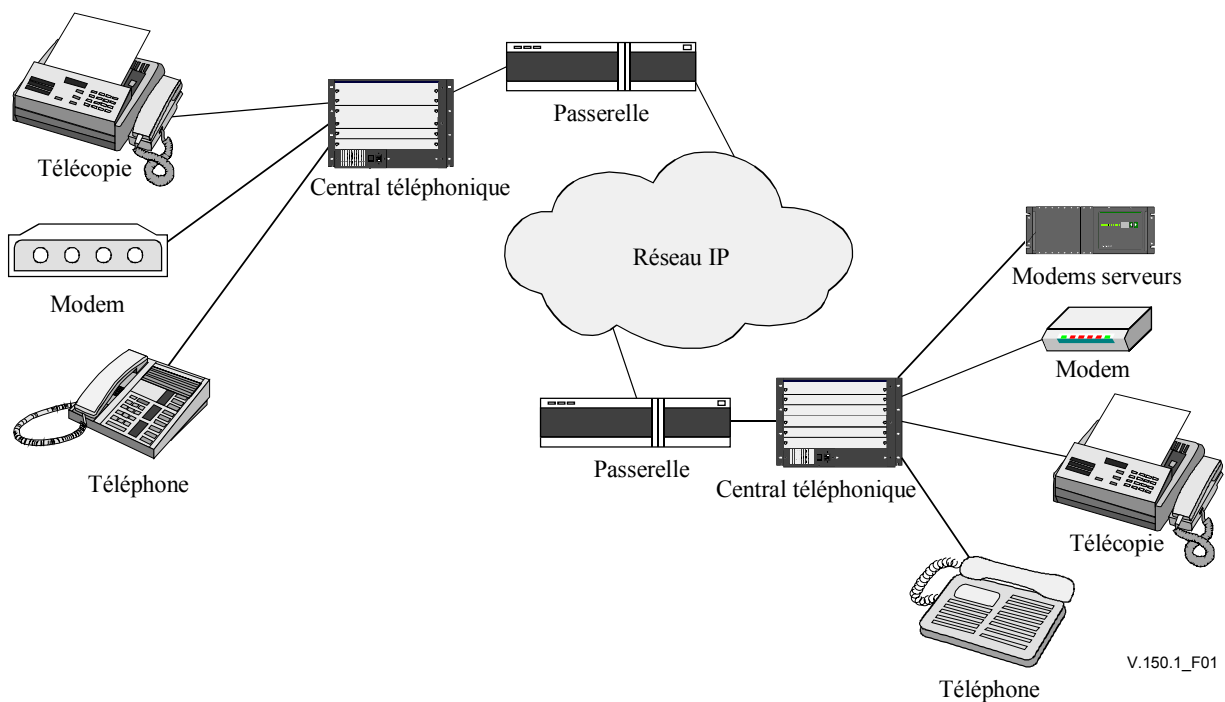 Passerelle
Télécopie
Central téléphonique
Modem
Réseau IP
Modems serveurs
Modem
Téléphone
Passerelle
Central téléphonique
Télécopie
Téléphone
V.150.1_F01